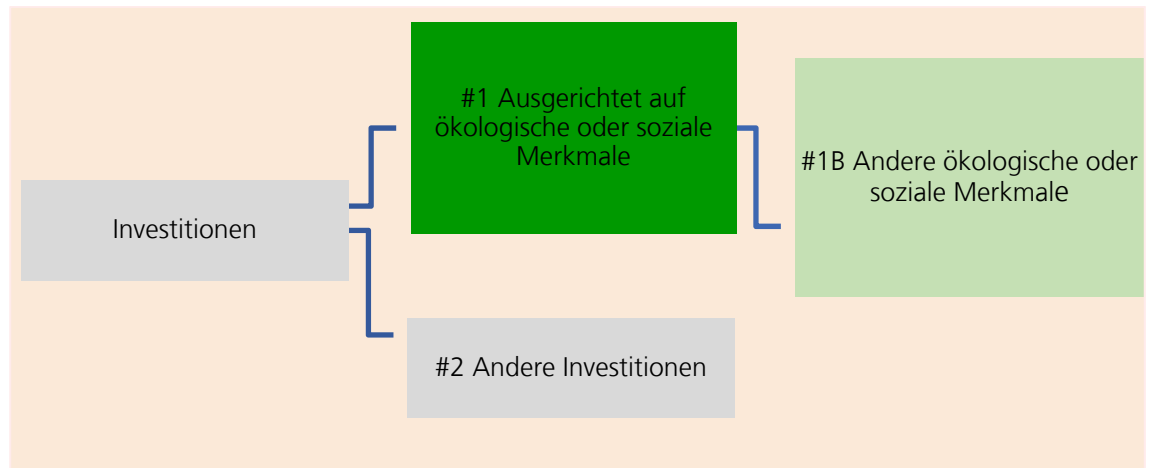 Investitionen
#1 Ausgerichtet auf
ökologische oder soziale
Merkmale
#1B Andere ökologische oder
soziale Merkmale
#2 Andere Investitionen